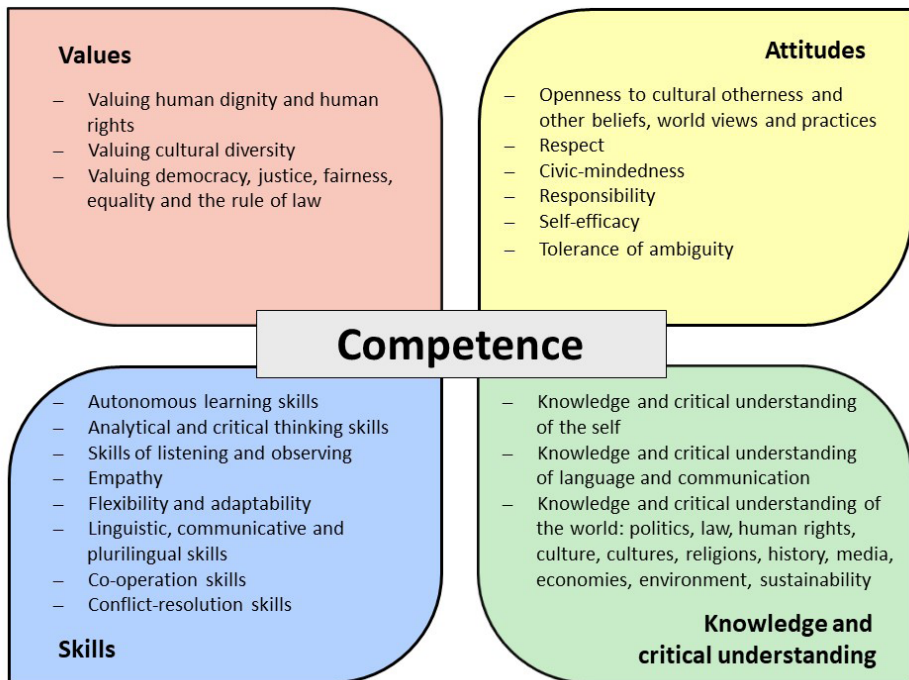 Values
– Valuing human dignity and human
rights
– Valuing cultural diversity
– Valuing democracy, justice, fairness,
equality and the rule of law
Attitudes
– Openness to cultural otherness and
other beliefs, world views and practices
– Respect
– Civic-mindedness
– Responsibility
– Self-efficacy
– Tolerance of ambiguity
Competence
– Autonomous learning skills
– Analytical and critical thinking skills
– Skills of listening and observing
– Empathy
– Flexibility and adaptability
– Linguistic, communicative and
plurilingual skills
– Co-operation skills
– Conflict-resolution skills
Skills
– Knowledge and critical understanding
of the self
– Knowledge and critical understanding
of language and communication
– Knowledge and critical understanding of
the world: politics, law, human rights,
culture, cultures, religions, history, media,
economies, environment, sustainability
Knowledge and
critical understanding